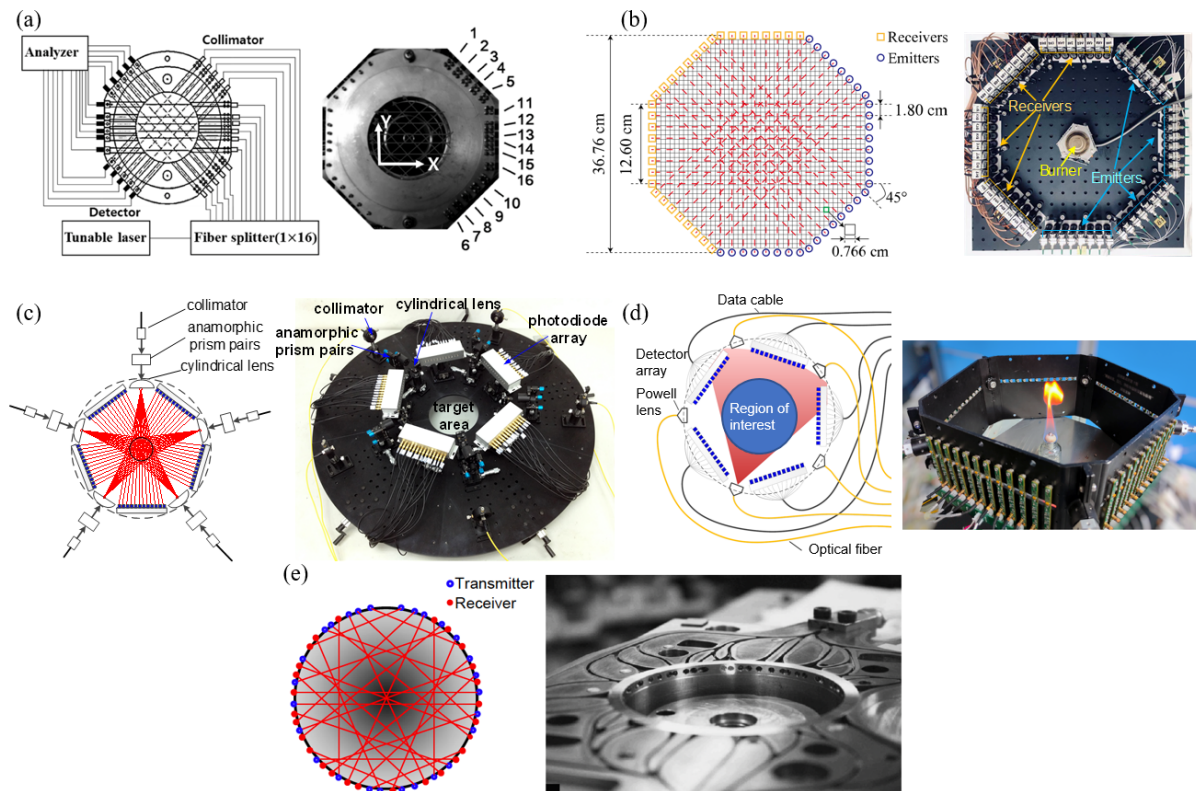 (a)
Analyzer
Collimator
Detector
Tunable laser
Fiber splitter(1×16)
1
2
3
4
5
11
12
13
14
15
16
10
9
8
7
6
Y
X
(b)
Receivers
Emitters
36.76 cm
12.60 cm
1.80 cm
45°
0.766 cm
Receivers
Burner
Emitters
(c)
collimator
anamorphic
prism pairs
cylindrical lens
collimator
cylindrical lens
anamorphic
prism pairs
photodiode
array
target
area
(d)
Data cable
Detector
array
Powell
lens
Region of
interest
Optical fiber
(e)
Transmitter
Receiver